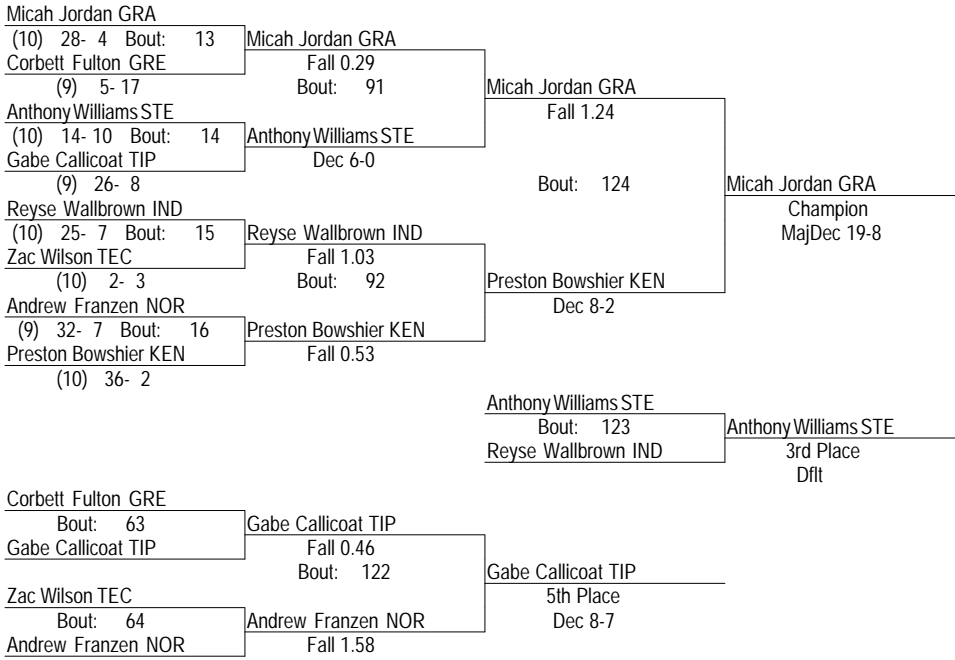 Micah Jordan GRA
(10) 28- 4 Bout: 13 Micah Jordan GRA
Corbett Fulton GRE Fall 0.29
(9) 5- 17 Bout: 91 Micah Jordan GRA
Anthony Williams STE Fall 1.24
(10) 14- 10 Bout: 14 Anthony Williams STE
Gabe Callicoat TIP Dec 6-0
(9) 26- 8 Bout: 124 Micah Jordan GRA
Reyse Wallbrown IND Champion
(10) 25- 7 Bout: 15 Reyse Wallbrown IND MajDec 19-8
Zac Wilson TEC Fall 1.03
(10) 2- 3 Bout: 92 Preston Bowshier KEN
Andrew Franzen NOR Dec 8-2
(9) 32- 7 Bout: 16 Preston Bowshier KEN
Preston Bowshier KEN Fall 0.53
(10) 36- 2
Anthony Williams STE
Bout: 123 Anthony Williams STE
Reyse Wallbrown IND 3rd Place
Dflt
Corbett Fulton GRE
Bout: 63 Gabe Callicoat TIP
Gabe Callicoat TIP Fall 0.46
Bout: 122 Gabe Callicoat TIP
Zac Wilson TEC 5th Place
Bout: 64 Andrew Franzen NOR Dec 8-7
Andrew Franzen NOR Fall 1.58